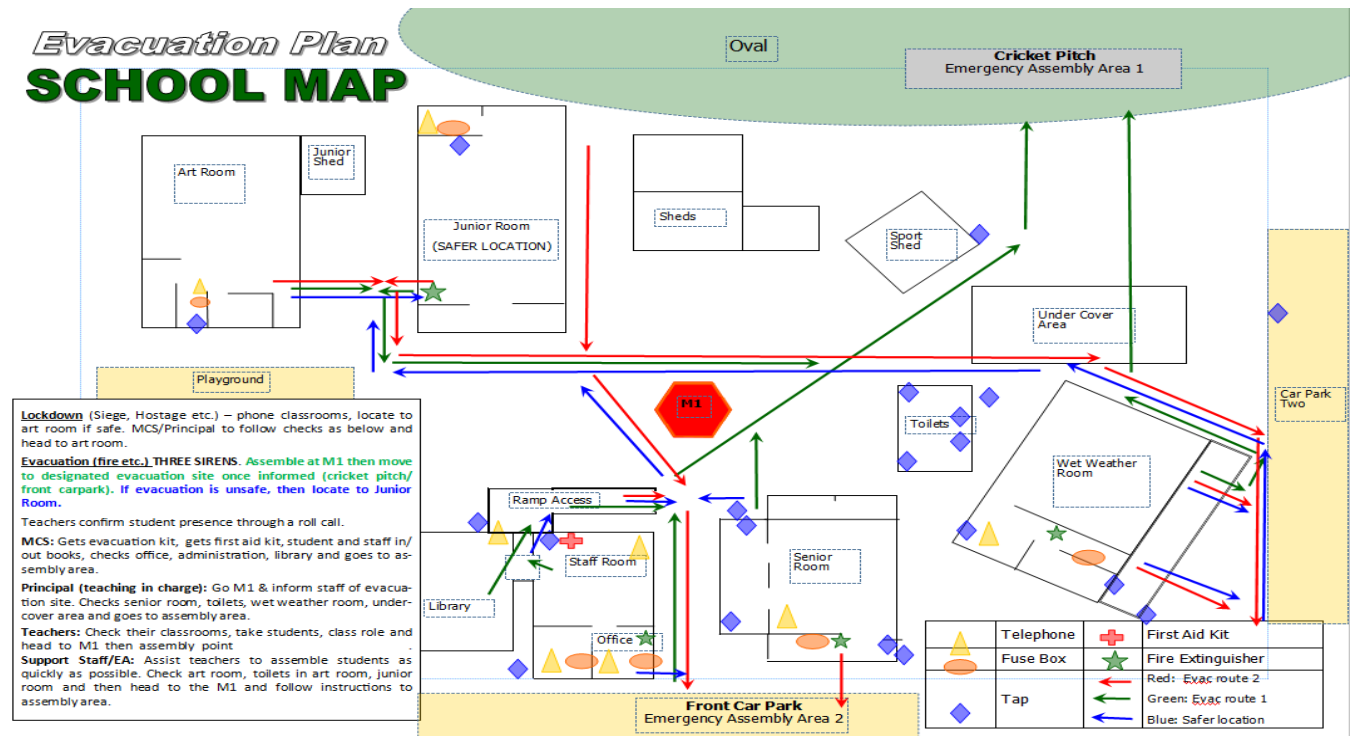 Evacuation Plan
SCHOOL MAP
Oval
Cricket Pitch
Emergency Assembly Area 1
Art Room
Junior
Shed
Junior Room
(SAFER LOCATION)
Sheds
Sport
Shed
Under Cover
Area
Playground
M1
Toilets
Car Park
Two
Wet Weather
Room
Ramp Access
Staff Room
Senior
Room
Library
Office
Front Car Park
Emergency Assembly Area 2
Lockdown (Siege, Hostage etc.) – phone classrooms, locate to
art room if safe. MCS/Principal to follow checks as below and
head to art room.
Evacuation (fire etc.) THREE SIRENS. Assemble at M1 then move
to designated evacuation site once informed (cricket pitch/
front carpark). If evacuation is unsafe, then locate to Junior
Room.
Teachers confirm student presence through a roll call.
MCS: Gets evacuation kit, gets first aid kit, student and staff in/
out books, checks office, administration, library and goes to as-
sembly area.
Principal (teaching in charge): Go M1 & inform staff of evacua-
tion site. Checks senior room, toilets, wet weather room, under-
cover area and goes to assembly area.
Teachers: Check their classrooms, take students, class role and
head to M1 then assembly point .
Support Staff/EA: Assist teachers to assemble students as
quickly as possible. Check art room, toilets in art room, junior
room and then head to the M1 and follow instructions to
assembly area.
Telephone
First Aid Kit
Fuse Box
Fire Extinguisher
Tap
Red: Evac route 2
Green: Evac route 1
Blue: Safer location